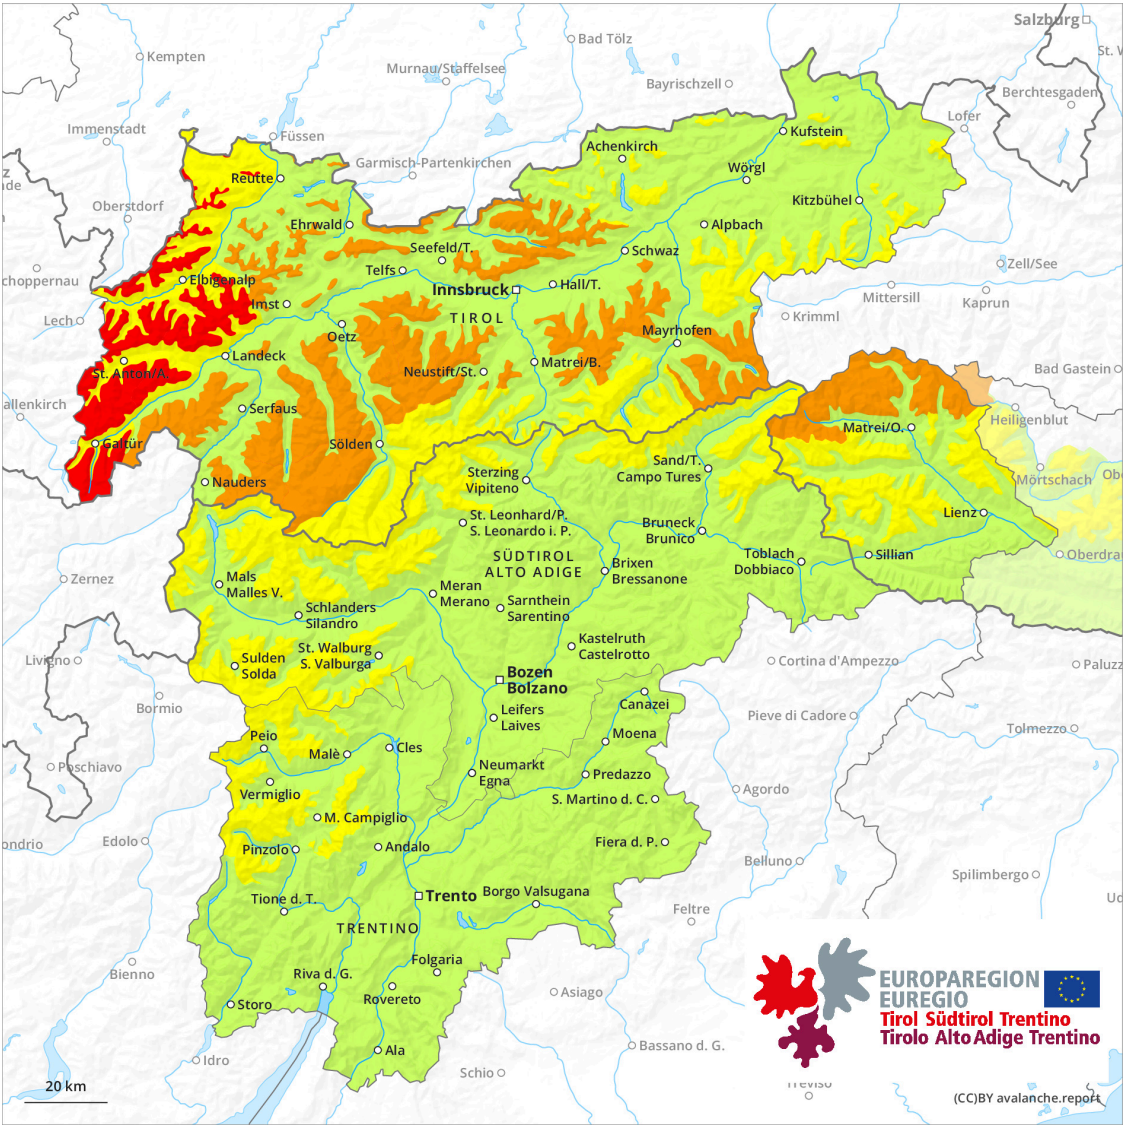 Salzburg
St. W
Bad Tölz
Kempten
Murnau/Staffelsee
Bayrischzell
Berchtesgaden
Lofer
Immenstadt
Füssen
Kufstein
Achenkirch
Garmisch-Partenkirchen
Wörgl
Reutte
Oberstdorf
Kitzbühel
Ehrwald
Alpbach
Seefeld/T.
Schwaz
Zell/See
choppernau
Telfs
Elbigenalp
Innsbruck
Hall/T.
Mittersill
Kaprun
Imst
Lech
TIROL
Krimml
Oetz
Mayrhofen
Landeck
Matrei/B.
St. Anton/A.
Neustift/St.
Bad Gastein
allenkirch
Serfaus
Heiligenblut
Matrei/O.
Galtür
Sölden
Sand/T.
Campo Tures
Sterzing
Vipiteno
Nauders
Mörtschach
Ob
Lienz
St. Leonhard/P.
S. Leonardo i. P.
Bruneck
Brunico
SÜDTIROL
ALTO ADIGE
Toblach
Dobbiaco
Sillian
Oberdrau
Brixen
Bressanone
Zernez
Mals
Malles V.
Meran
Merano
Sarnthein
Sarentino
Schlanders
Silandro
Kastelruth
Castelrotto
St. Walburg
S. Valburga
Sulden
Solda
Livigno
Cortina d'Ampezzo
Paluzz
Bozen
Bolzano
Bormio
Canazei
Leifers
Laives
Pieve di Cadore
Tolmezzo
Moena
Peio
Malè
Cles
Poschiavo
Neumarkt
Egna
Predazzo
Vermiglio
S. Martino d. C.
Agordo
M. Campiglio
Edolo
ondrio
Pinzolo
Andalo
Fiera d. P.
Belluno
Spilimbergo
Tione d. T.
Trento
Borgo Valsugana
Ud
Feltre
TRENTINO
Folgaria
Bienno
Riva d. G.
Rovereto
Asiago
Storo
EUROPAREGION
EUREGIO
Tirol Südtirol Trentino
Tirolo Alto Adige Trentino
Ala
Idro
Bassano d. G.
Schio
Treviso
20 km
(CC)BY avalanche.report